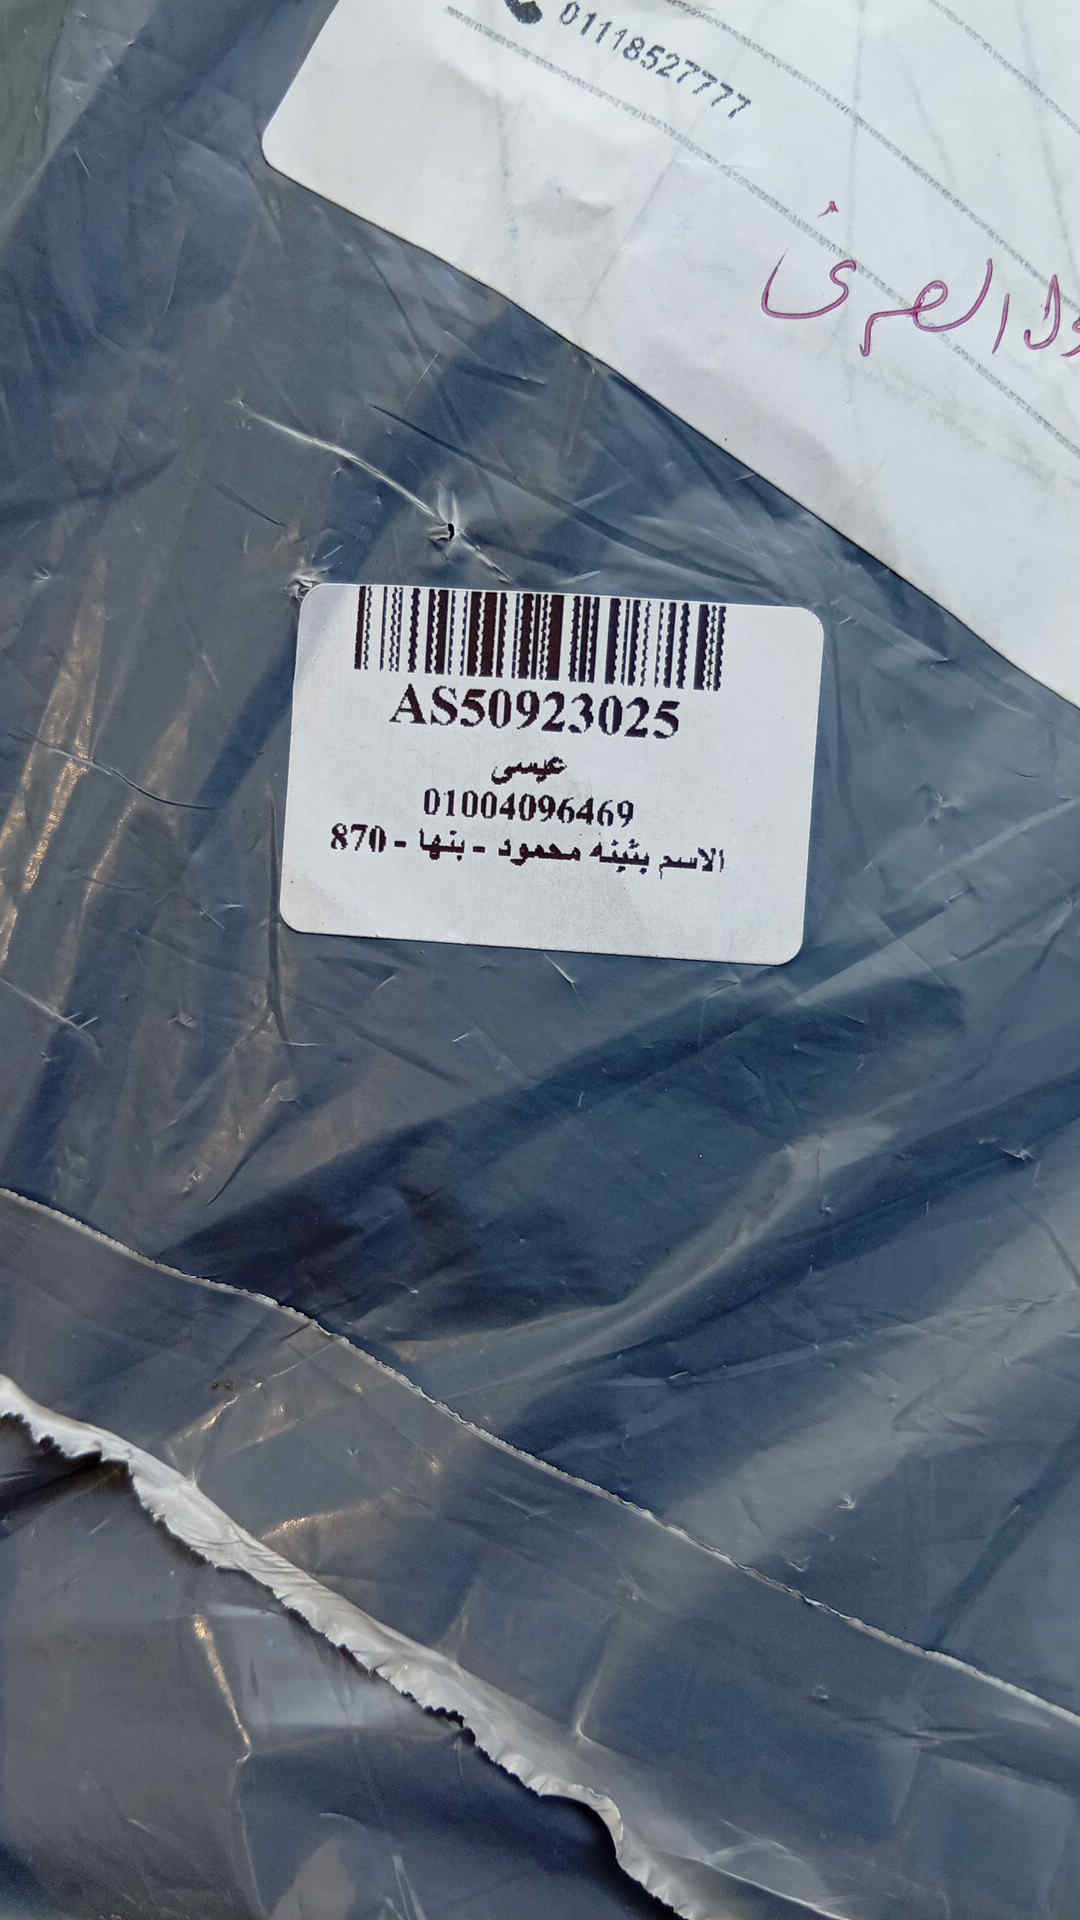 01118527777
AS50923025
عيسى
01004096469
الاسم بثينه محمود - بنها - 870